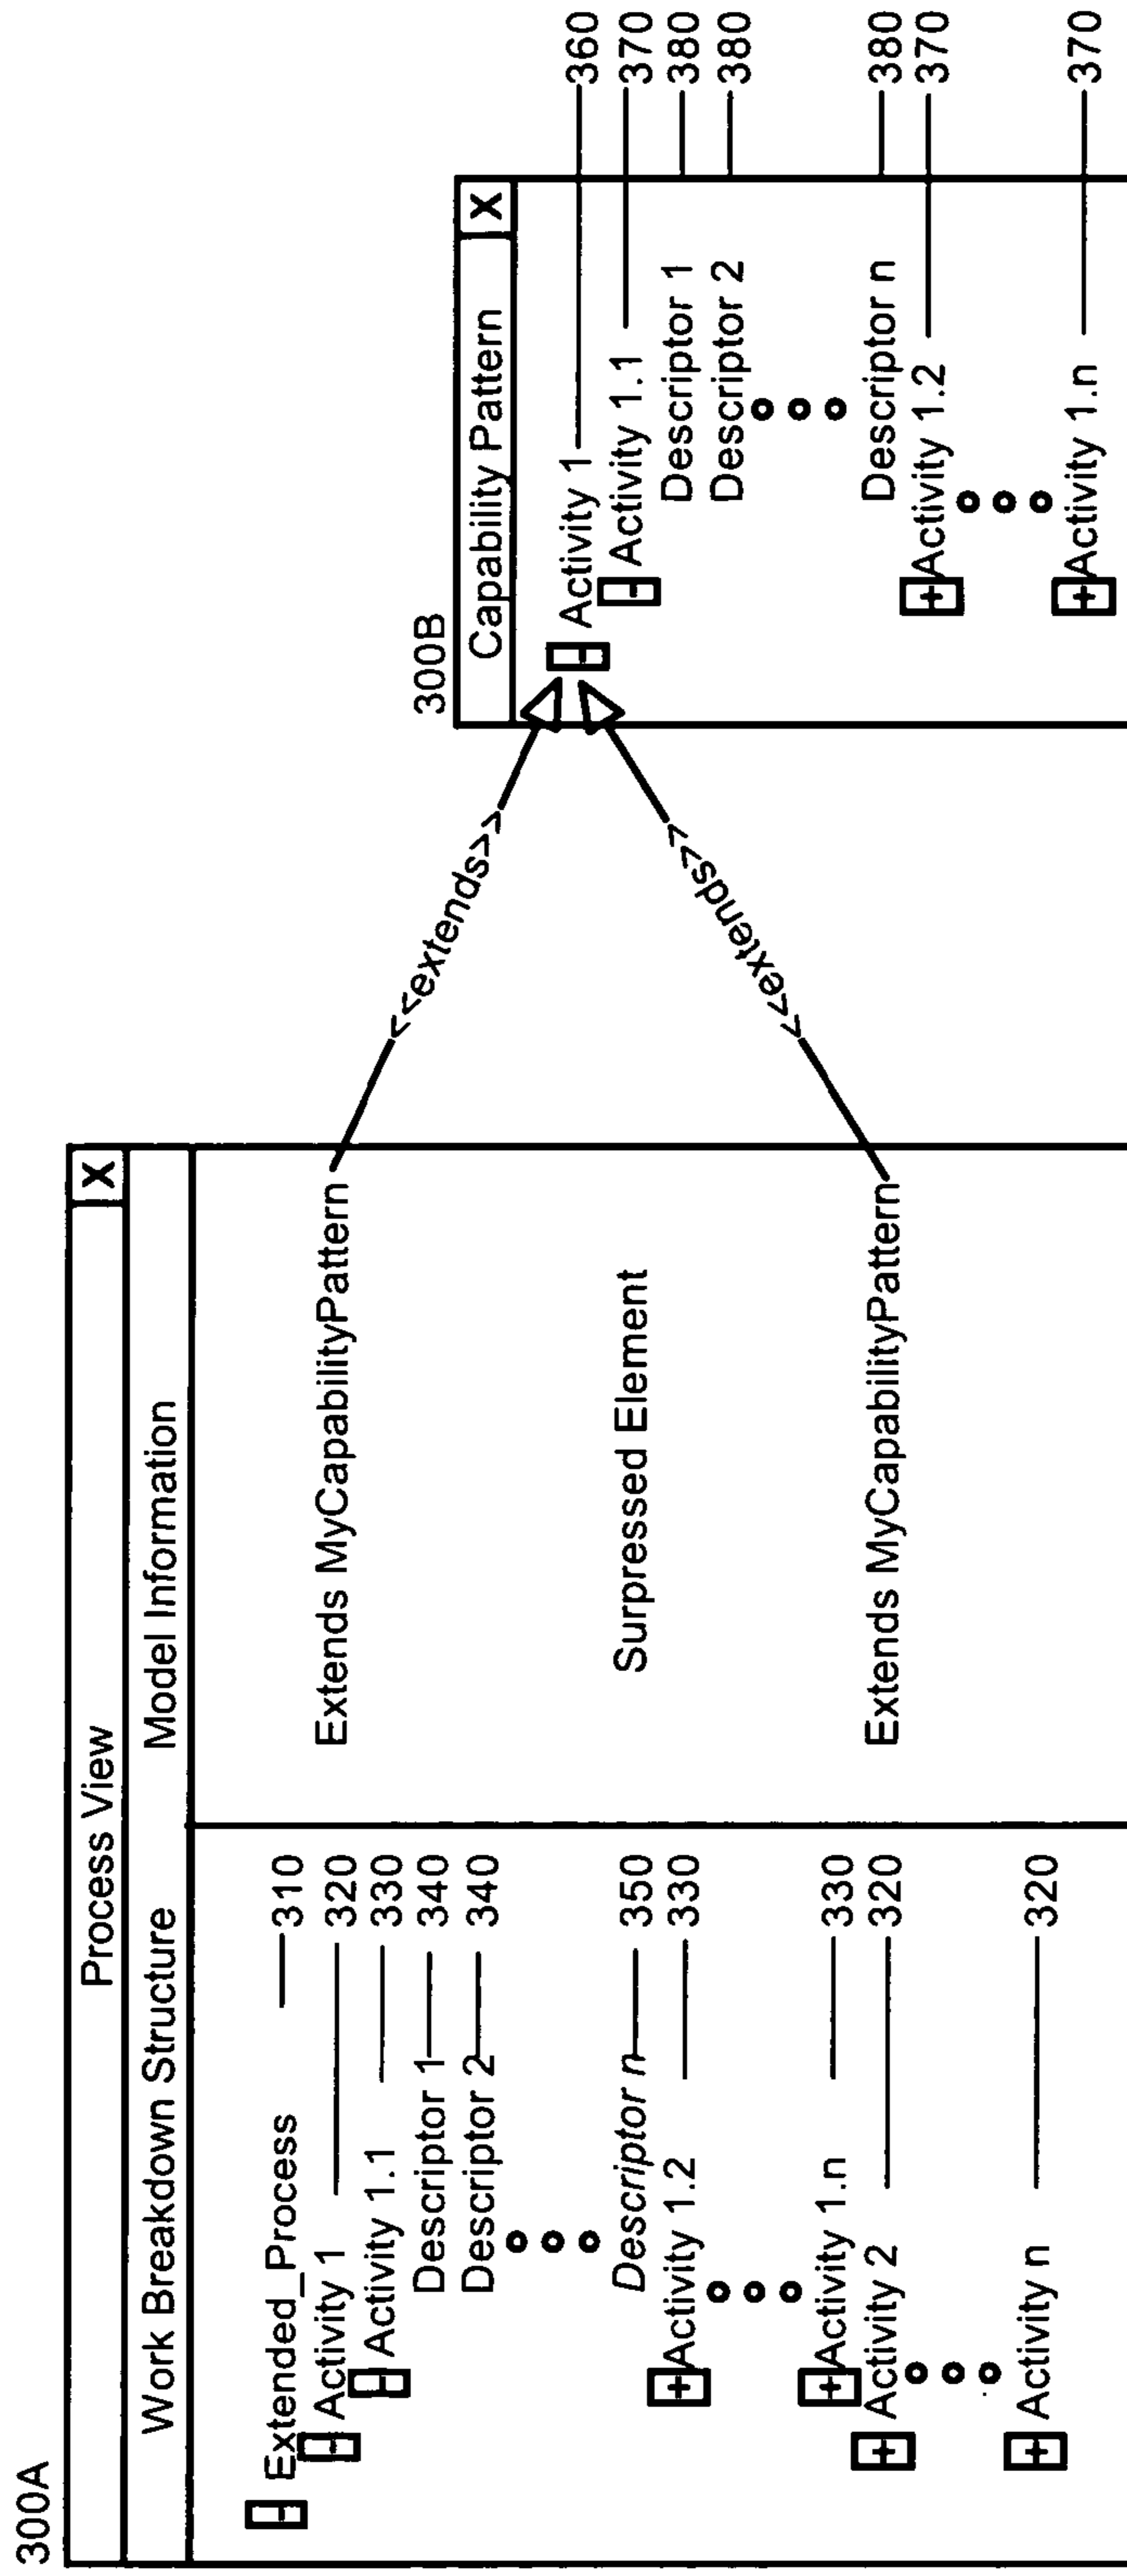 300A
Process View X
Work Breakdown Structure Model Information
- Extended_Process 310
- Activity 1 320 Extends MyCapabilityPattern
- Activity 1.1 330
Descriptor 1 340
Descriptor 2 340
Descriptor n 350 Surpressed Element
+ Activity 1.2 330
+ Activity 1.n 330
+ Activity 2 320 Extends MyCapabilityPattern
+ Activity n 320
<<extends>>
<<extends>>
300B
Capability Pattern X
- Activity 1 360
- Activity 1.1 370
Descriptor 1 380
Descriptor 2 380
Descriptor n 380
+ Activity 1.2 370
+ Activity 1.n 370